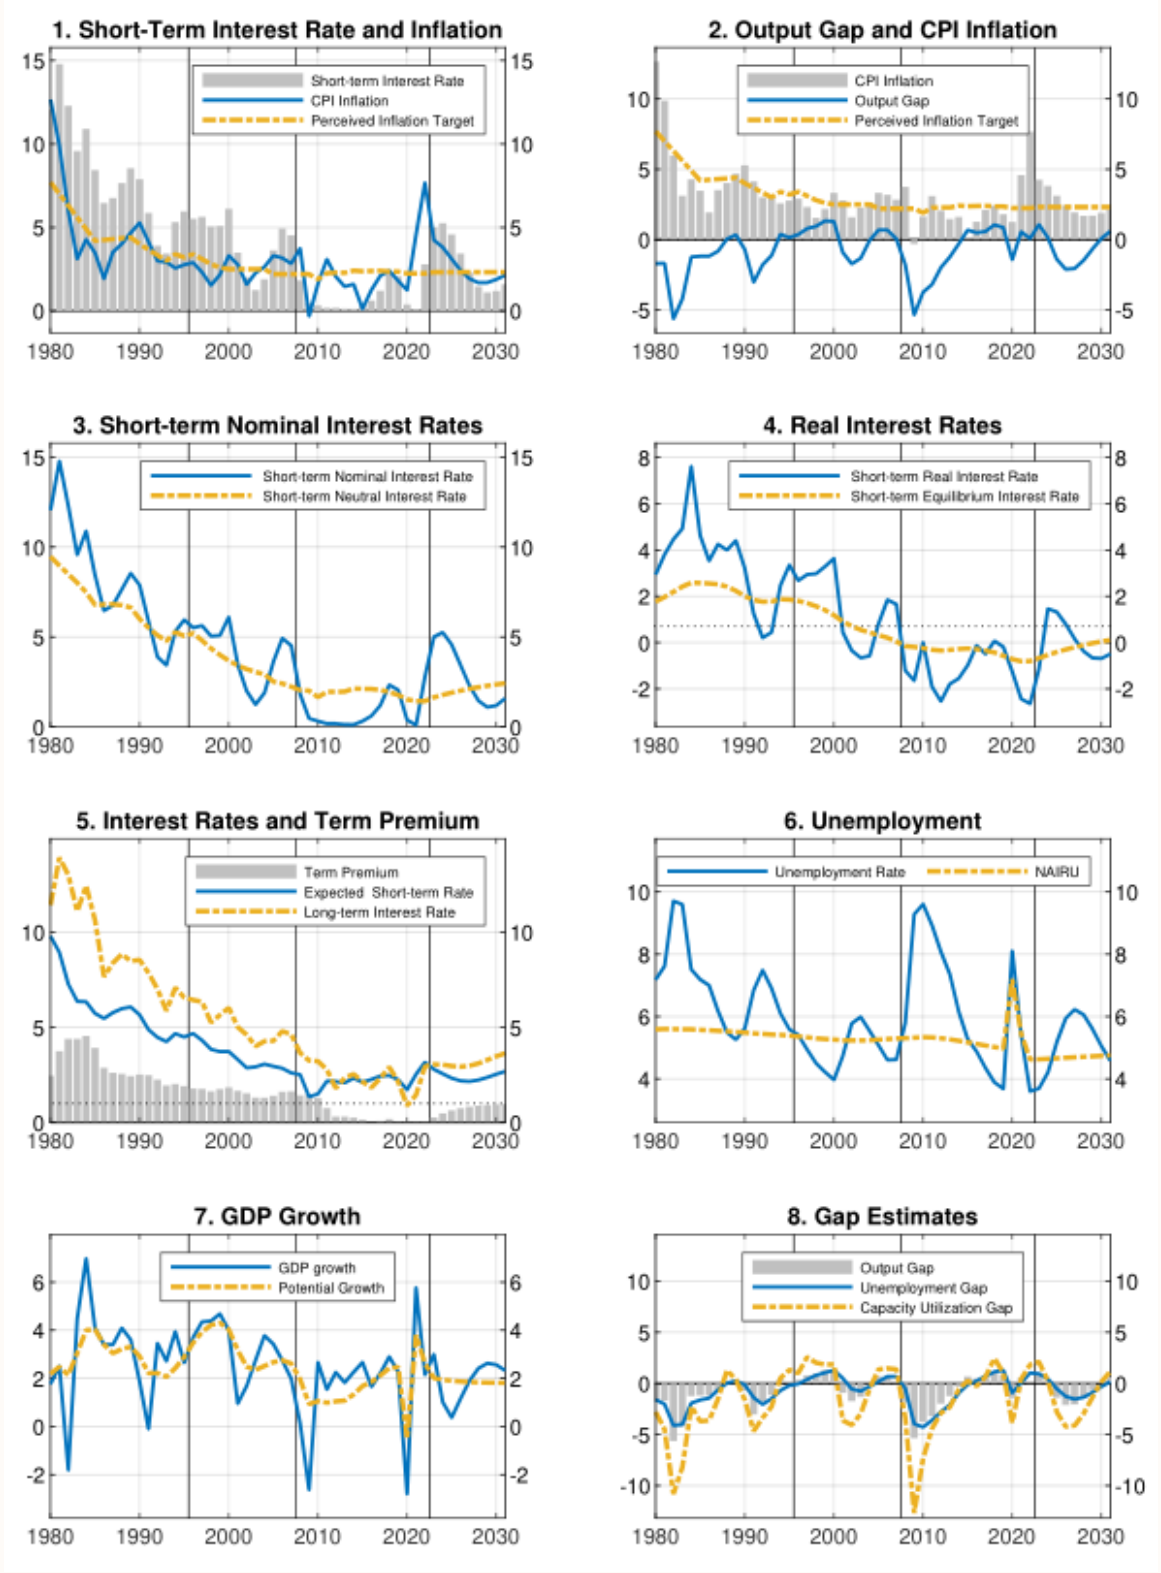 1. Short-Term Interest Rate and Inflation
15
10
5
0
Short-term Interest Rate
CPI Inflation
Perceived Inflation Target
15
10
5
0
1980 1990 2000 2010 2020 2030
2. Output Gap and CPI Inflation
10
5
0
-5
CPI Inflation
Output Gap
Perceived Inflation Target
10
5
0
-5
1980 1990 2000 2010 2020 2030
3. Short-term Nominal Interest Rates
15
10
5
0
Short-term Nominal Interest Rate
Short-term Neutral Interest Rate
15
10
5
0
1980 1990 2000 2010 2020 2030
4. Real Interest Rates
8
6
4
2
0
-2
Short-term Real Interest Rate
Short-term Equilibrium Interest Rate
8
6
4
2
0
-2
1980 1990 2000 2010 2020 2030
5. Interest Rates and Term Premium
10
5
0
Term Premium
Expected Short-term Rate
Long-term Interest Rate
10
5
0
1980 1990 2000 2010 2020 2030
6. Unemployment
10
8
6
4
Unemployment Rate NAIRU
10
8
6
4
1980 1990 2000 2010 2020 2030
7. GDP Growth
6
4
2
0
-2
GDP growth
Potential Growth
6
4
2
0
-2
1980 1990 2000 2010 2020 2030
8. Gap Estimates
10
5
0
-5
-10
Output Gap
Unemployment Gap
Capacity Utilization Gap
10
5
0
-5
-10
1980 1990 2000 2010 2020 2030